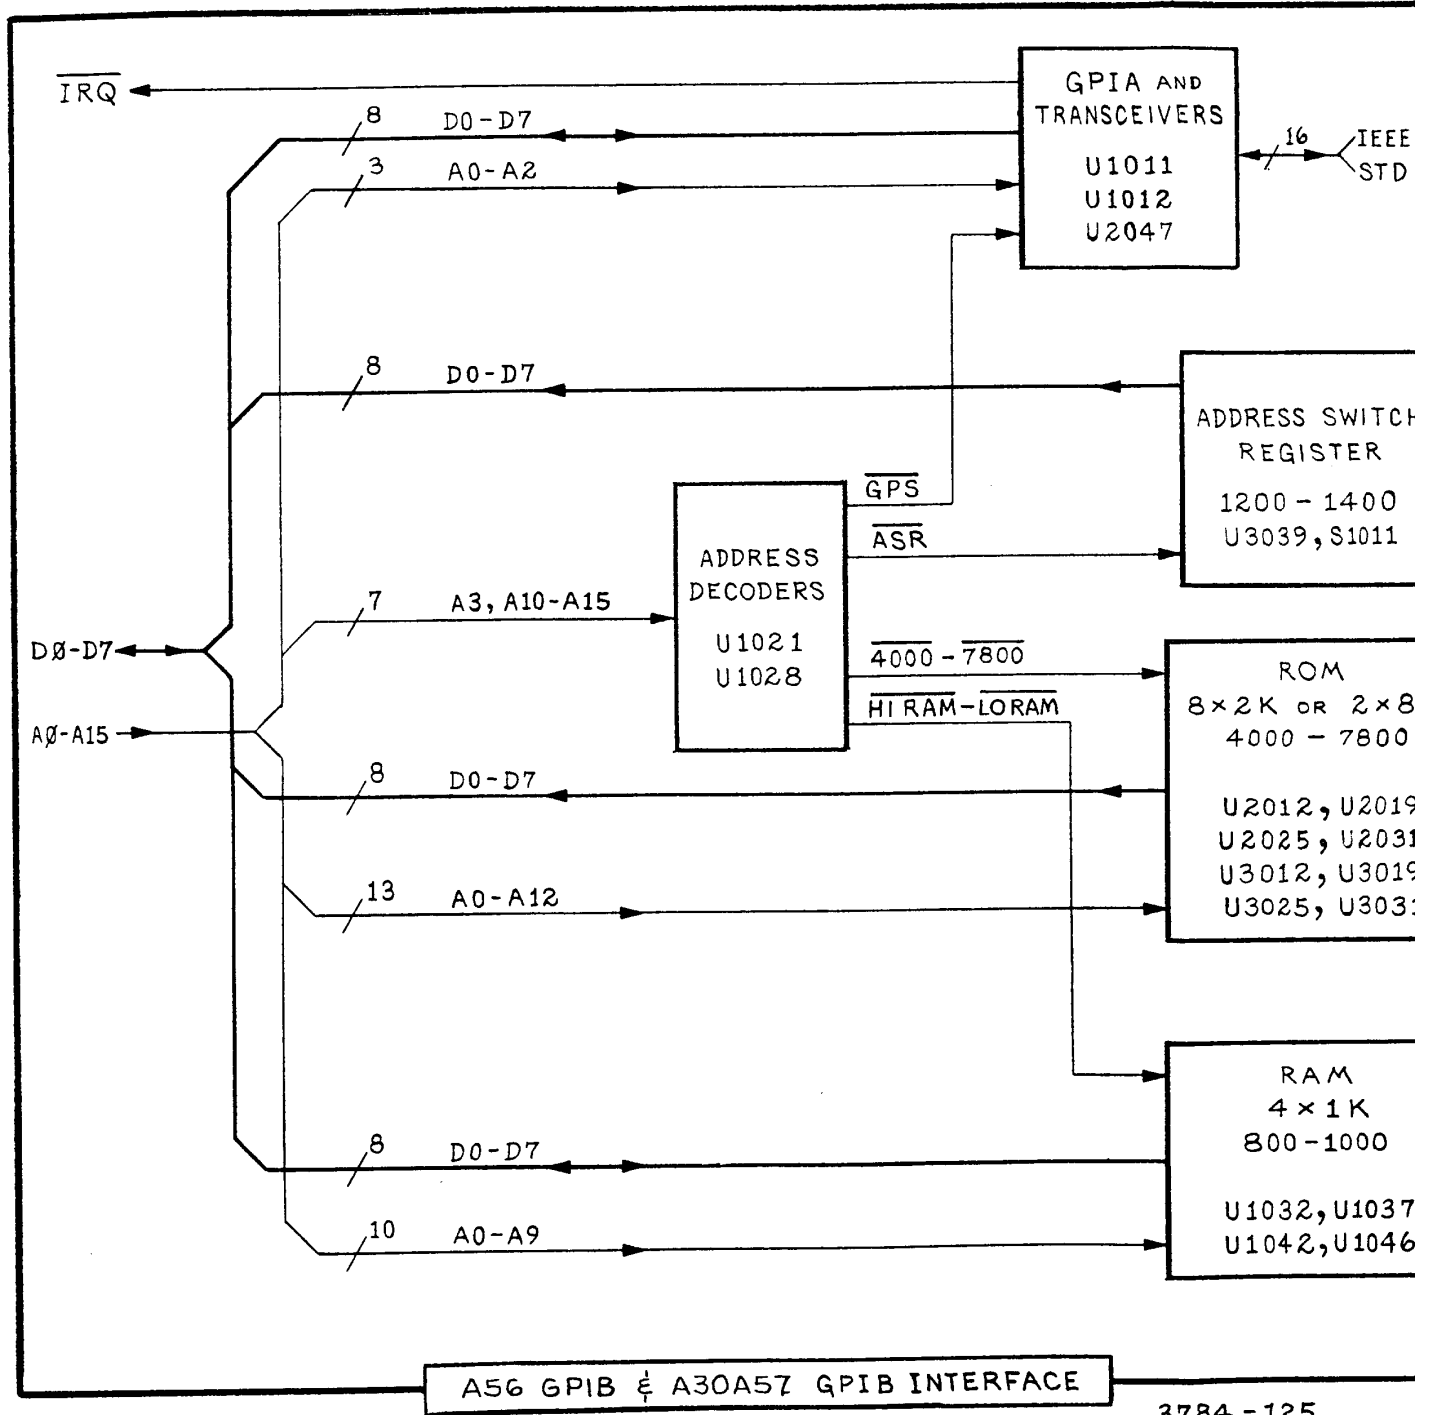 IRQ
8 D0-D7
3 A0-A2
GPIA AND
TRANSCEIVERS
U1011
U1012
U2047
16
IEEE
STD
8 D0-D7
ADDRESS SWITCH
REGISTER
1200-1400
U3039, S1011
7 A3, A10-A15
ADDRESS
DECODERS
U1021
U1028
GPS
ASR
4000-7800
HI RAM-LORAM
DØ-D7
AØ-A15
ROM
8×2K OR 2×8
4000-7800
U2012, U2019
U2025, U2031
U3012, U3019
U3025, U3031
8 D0-D7
13 A0-A12
RAM
4×1K
800-1000
U1032, U1037
U1042, U1046
8 D0-D7
10 A0-A9
A56 GPIB & A30A57 GPIB INTERFACE
3784-125